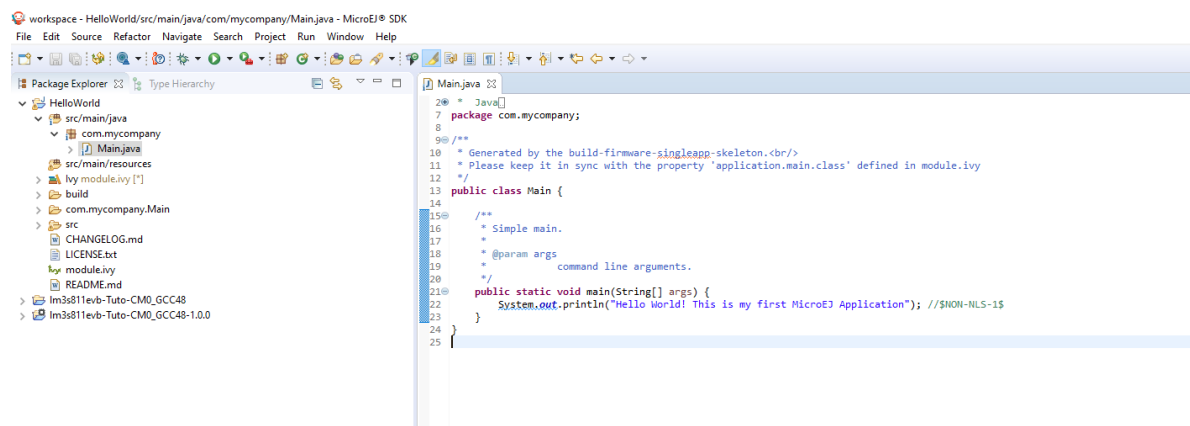 workspace - HelloWorld/src/main/java/com/mycompany/Main.java - MicroEJ® SDK
File Edit Source Refactor Navigate Search Project Run Window Help
Package Explorer Type Hierarchy
HelloWorld
src/main/java
com.mycompany
Main.java
src/main/resources
Ivy module.ivy [*]
build
com.mycompany.Main
src
CHANGELOG.md
LICENSE.txt
module.ivy
README.md
lm3s811evb-Tuto-CM0_GCC48
lm3s811evb-Tuto-CM0_GCC48-1.0.0
Main.java
2 * Java
7 package com.mycompany;
8
9 /**
10 * Generated by the build-firmware-singleapp-skeleton.<br/>
11 * Please keep it in sync with the property 'application.main.class' defined in module.ivy
12 */
13 public class Main {
14
15 /**
16 * Simple main.
17 *
18 * @param args
19 * command line arguments.
20 */
21 public static void main(String[] args) {
22 System.out.println("Hello World! This is my first MicroEJ Application"); //$NON-NLS-1$
23 }
24 }
25